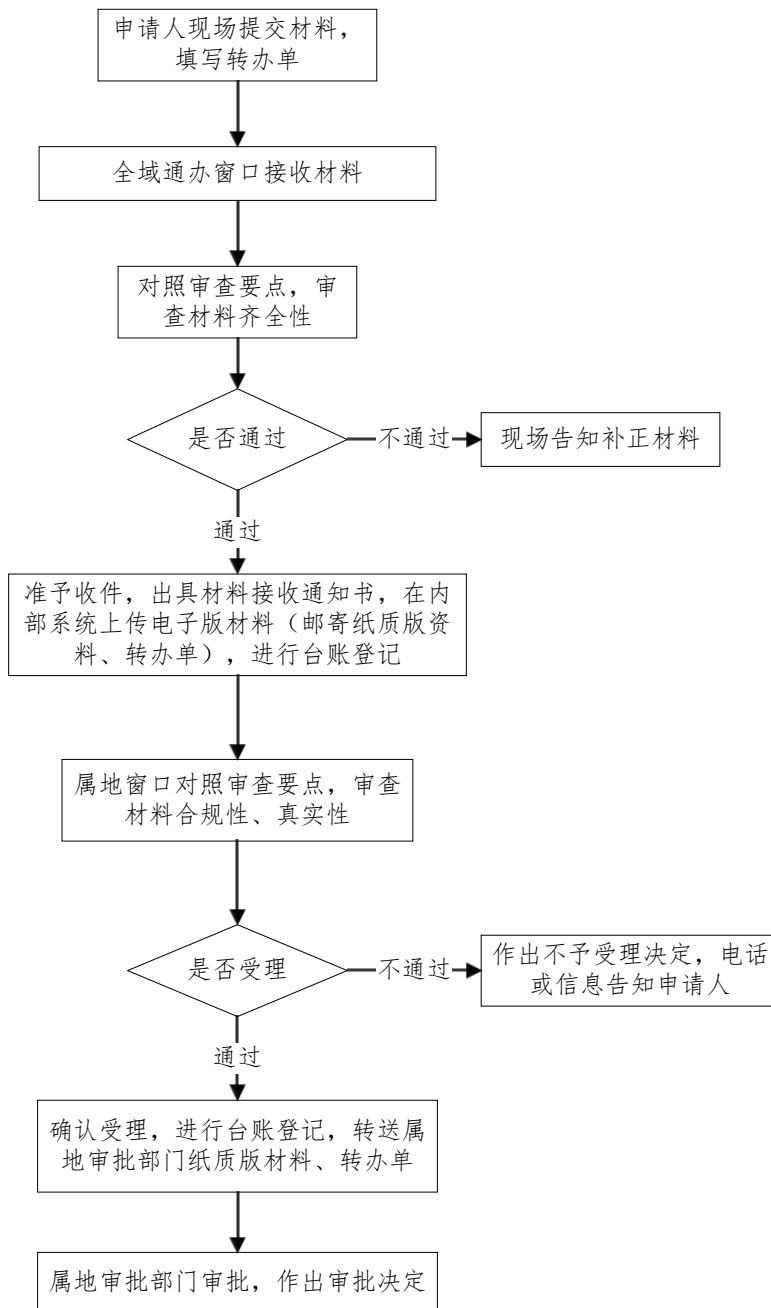 申请人现场提交材料，
填写转办单
全域通办窗口接收材料
对照审查要点，审
查材料齐全性
是否通过
不通过
现场告知补正材料
通过
准予收件，出具材料接收通知书，在内
部系统上传电子版材料（邮寄纸质版资
料、转办单），进行台账登记
属地窗口对照审查要点，审查
材料合规性、真实性
是否受理
不通过
作出不予受理决定，电话
或信息告知申请人
通过
确认受理，进行台账登记，转送属
地审批部门纸质版材料、转办单
属地审批部门审批，作出审批决定